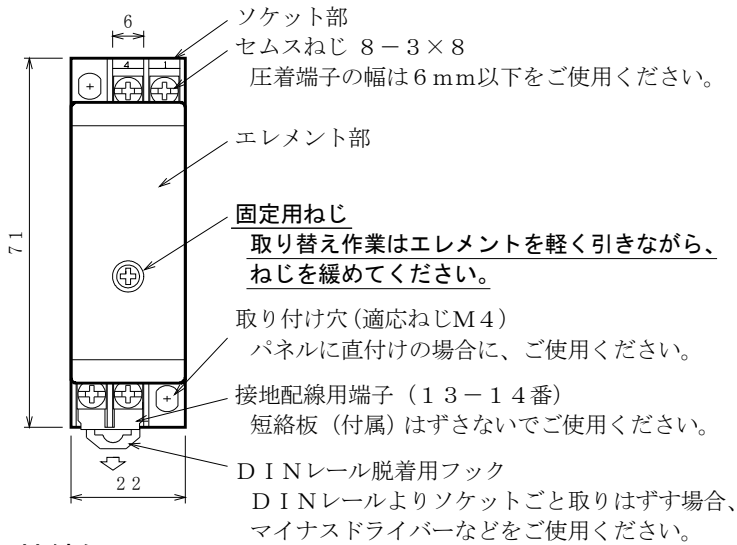 6
ソケット部
セムスねじ 8-3×8
圧着端子の幅は6mm以下をご使用ください。
4 1
エレメント部
固定用ねじ
取り替え作業はエレメントを軽く引きながら、
ねじを緩めてください。
71
取り付け穴(適応ねじM4)
パネルに直付けの場合に、ご使用ください。
接地配線用端子(13-14番)
短絡板(付属)はずさないでご使用ください。
DINレール脱着用フック
22
DINレールよりソケットごと取りはずす場合、
マイナスドライバーなどをご使用ください。